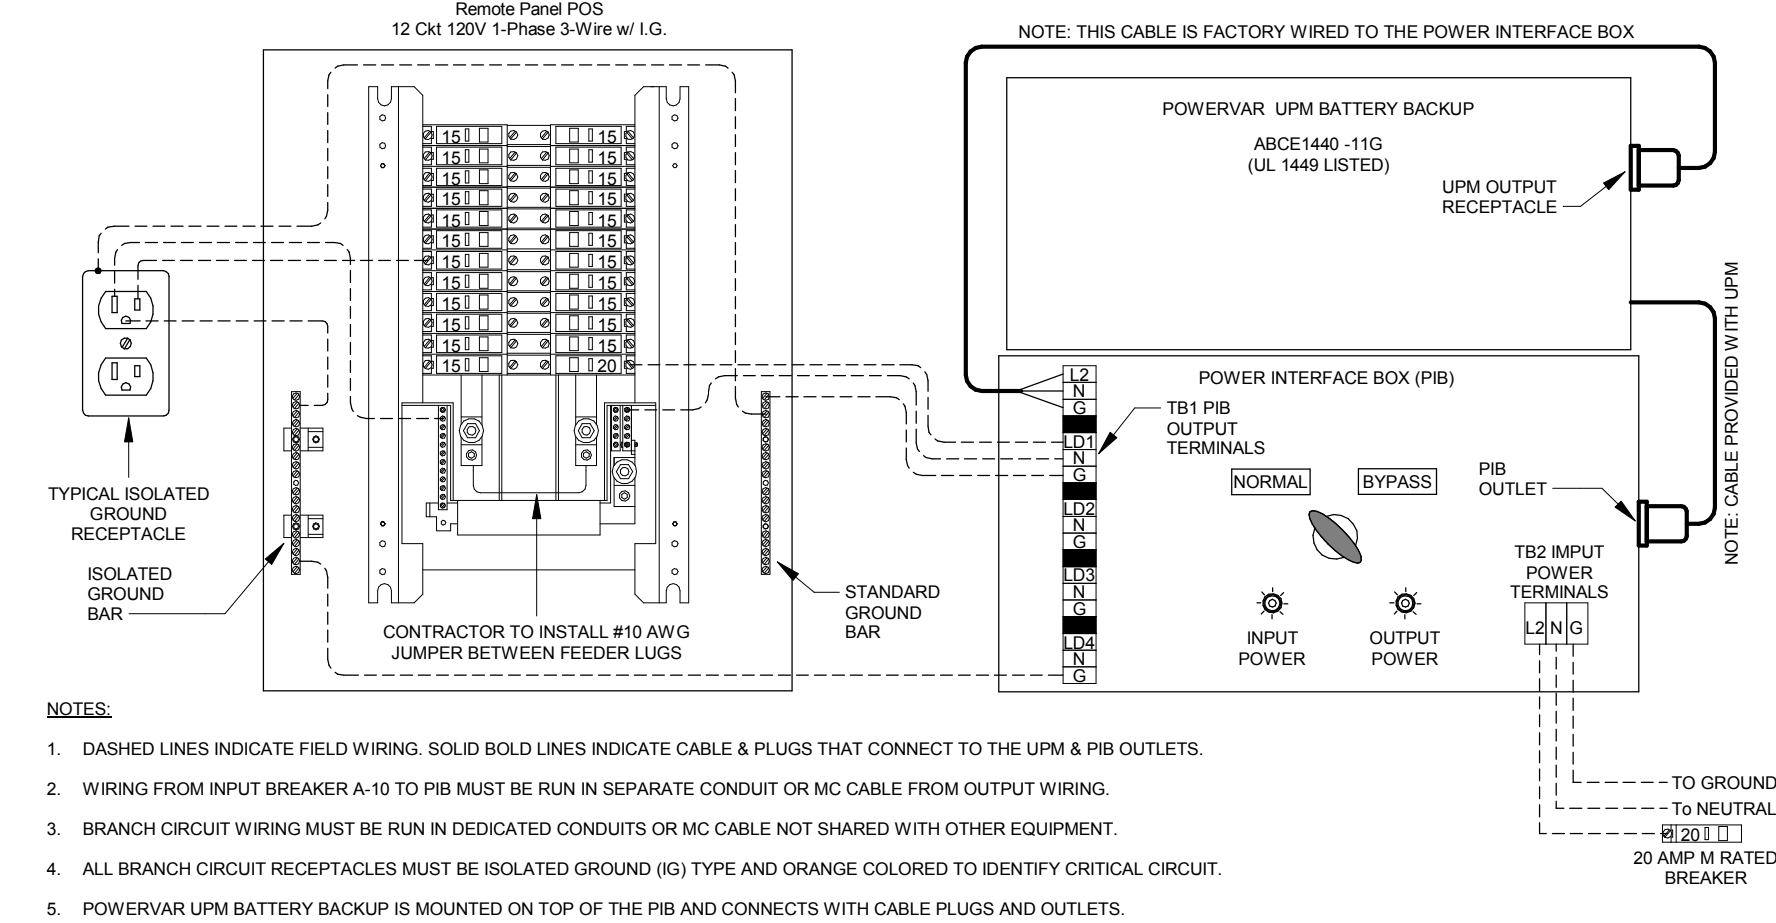 Remote Panel POS
12 Ckt 120V 1-Phase 3-Wire w/ I.G.
NOTE: THIS CABLE IS FACTORY WIRED TO THE POWER INTERFACE BOX
POWERVAR UPM BATTERY BACKUP
ABCE1440 -11G
(UL 1449 LISTED)
UPM OUTPUT
RECEPTACLE
NOTE: CABLE PROVIDED WITH UPM
15 15
15 15
15 15
15 15
15 15
15 15
15 15
15 15
15 15
15 15
15 15
15 20
TYPICAL ISOLATED
GROUND
RECEPTACLE
ISOLATED
GROUND
BAR
CONTRACTOR TO INSTALL #10 AWG
JUMPER BETWEEN FEEDER LUGS
STANDARD
GROUND
BAR
POWER INTERFACE BOX (PIB)
L2
N
G
LD1
N
G
LD2
N
G
LD3
N
G
LD4
N
G
TB1 PIB
OUTPUT
TERMINALS
NORMAL
BYPASS
PIB
OUTLET
INPUT
POWER
OUTPUT
POWER
TB2 IMPUT
POWER
TERMINALS
L2 N G
TO GROUND
To NEUTRAL
20
20 AMP M RATED
BREAKER
NOTES:
1. DASHED LINES INDICATE FIELD WIRING. SOLID BOLD LINES INDICATE CABLE & PLUGS THAT CONNECT TO THE UPM & PIB OUTLETS.
2. WIRING FROM INPUT BREAKER A-10 TO PIB MUST BE RUN IN SEPARATE CONDUIT OR MC CABLE FROM OUTPUT WIRING.
3. BRANCH CIRCUIT WIRING MUST BE RUN IN DEDICATED CONDUITS OR MC CABLE NOT SHARED WITH OTHER EQUIPMENT.
4. ALL BRANCH CIRCUIT RECEPTACLES MUST BE ISOLATED GROUND (IG) TYPE AND ORANGE COLORED TO IDENTIFY CRITICAL CIRCUIT.
5. POWERVAR UPM BATTERY BACKUP IS MOUNTED ON TOP OF THE PIB AND CONNECTS WITH CABLE PLUGS AND OUTLETS.